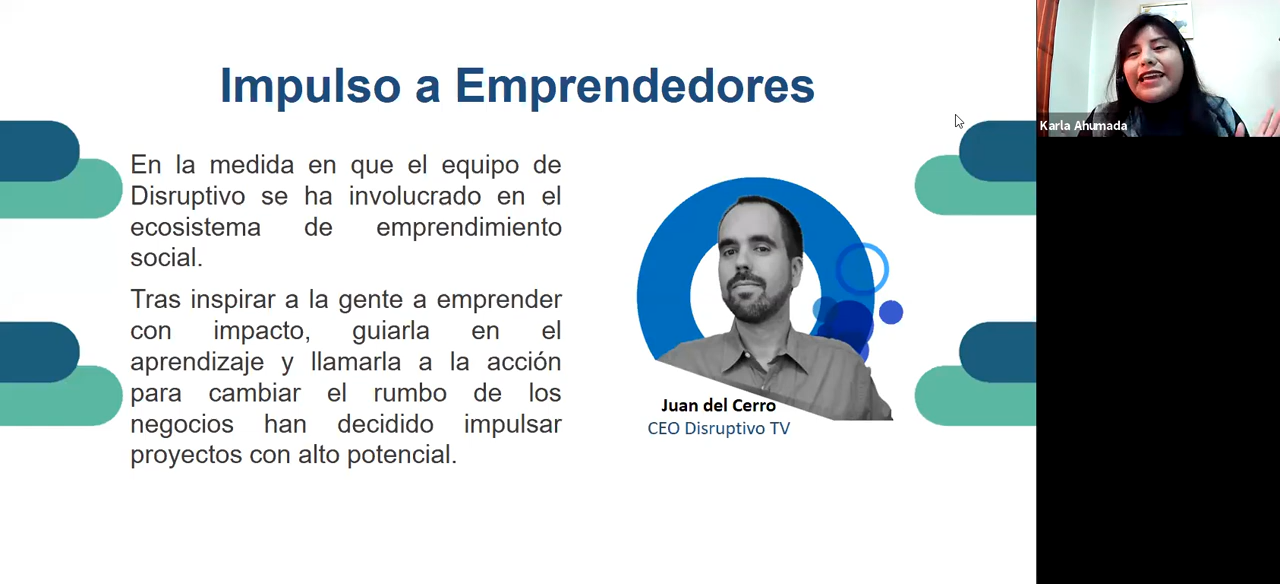 Impulso a Emprendedores
En la medida en que el equipo de
Disruptivo se ha involucrado en el
ecosistema de emprendimiento
social.
Tras inspirar a la gente a emprender
con impacto, guiarla en el
aprendizaje y llamarla a la acción
para cambiar el rumbo de los
negocios han decidido impulsar
proyectos con alto potencial.
Juan del Cerro
CEO Disruptivo TV
Karla Ahumada